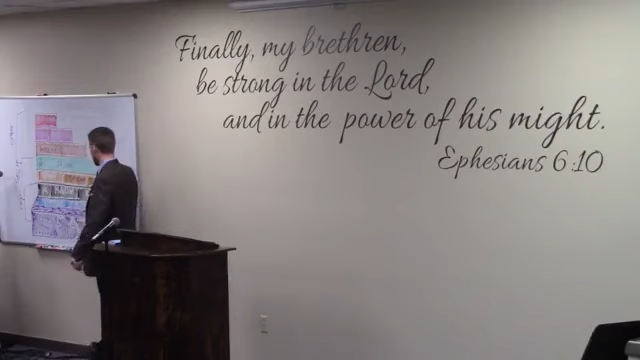 Finally, my brethren,
be strong in the Lord,
and in the power of his might.
Ephesians 6:10